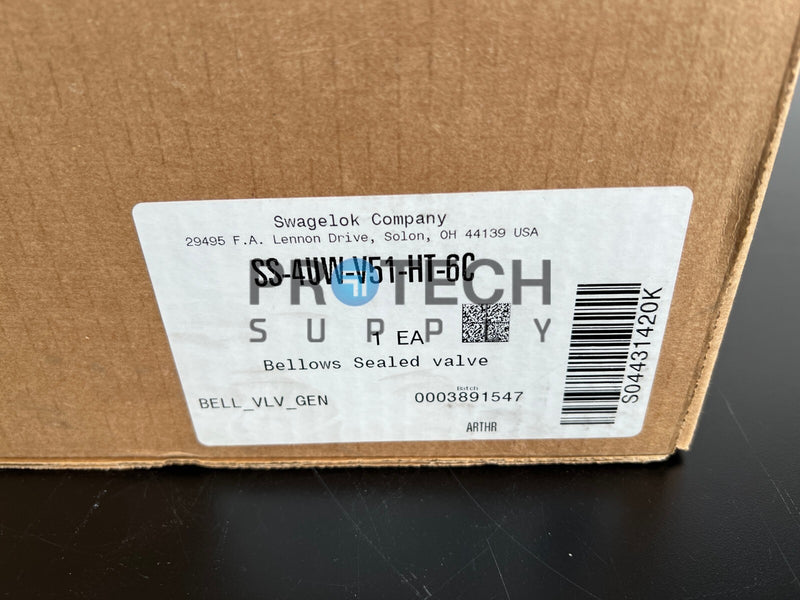 Swagelok Company
29495 F.A. Lennon Drive, Solon, OH 44139 USA
SS-4UW-V51-HT-6C
PROTECH
SUPPLY
1 EA
Bellows Sealed valve
Batch
BELL_VLV_GEN 0003891547
ARTHR
S04431420K